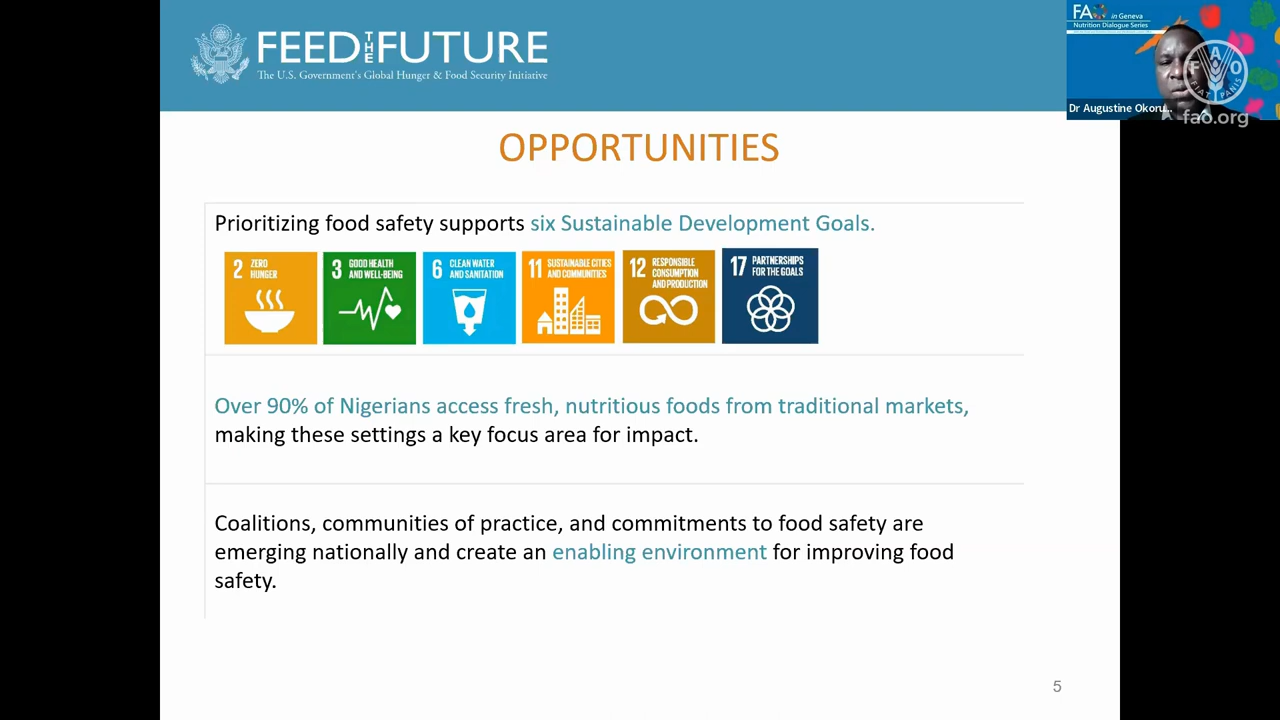 FEED THE FUTURE
The U.S. Government's Global Hunger & Food Security Initiative
FAO in Geneva
Nutrition Dialogue Series
Dr Augustine Okoru...
FAO
FIAT PANIS
fao.org
OPPORTUNITIES
Prioritizing food safety supports six Sustainable Development Goals.
2 ZERO
HUNGER
3 GOOD HEALTH
AND WELL-BEING
6 CLEAN WATER
AND SANITATION
11 SUSTAINABLE CITIES
AND COMMUNITIES
12 RESPONSIBLE
CONSUMPTION
AND PRODUCTION
17 PARTNERSHIPS
FOR THE GOALS
Over 90% of Nigerians access fresh, nutritious foods from traditional markets,
making these settings a key focus area for impact.
Coalitions, communities of practice, and commitments to food safety are
emerging nationally and create an enabling environment for improving food
safety.
5